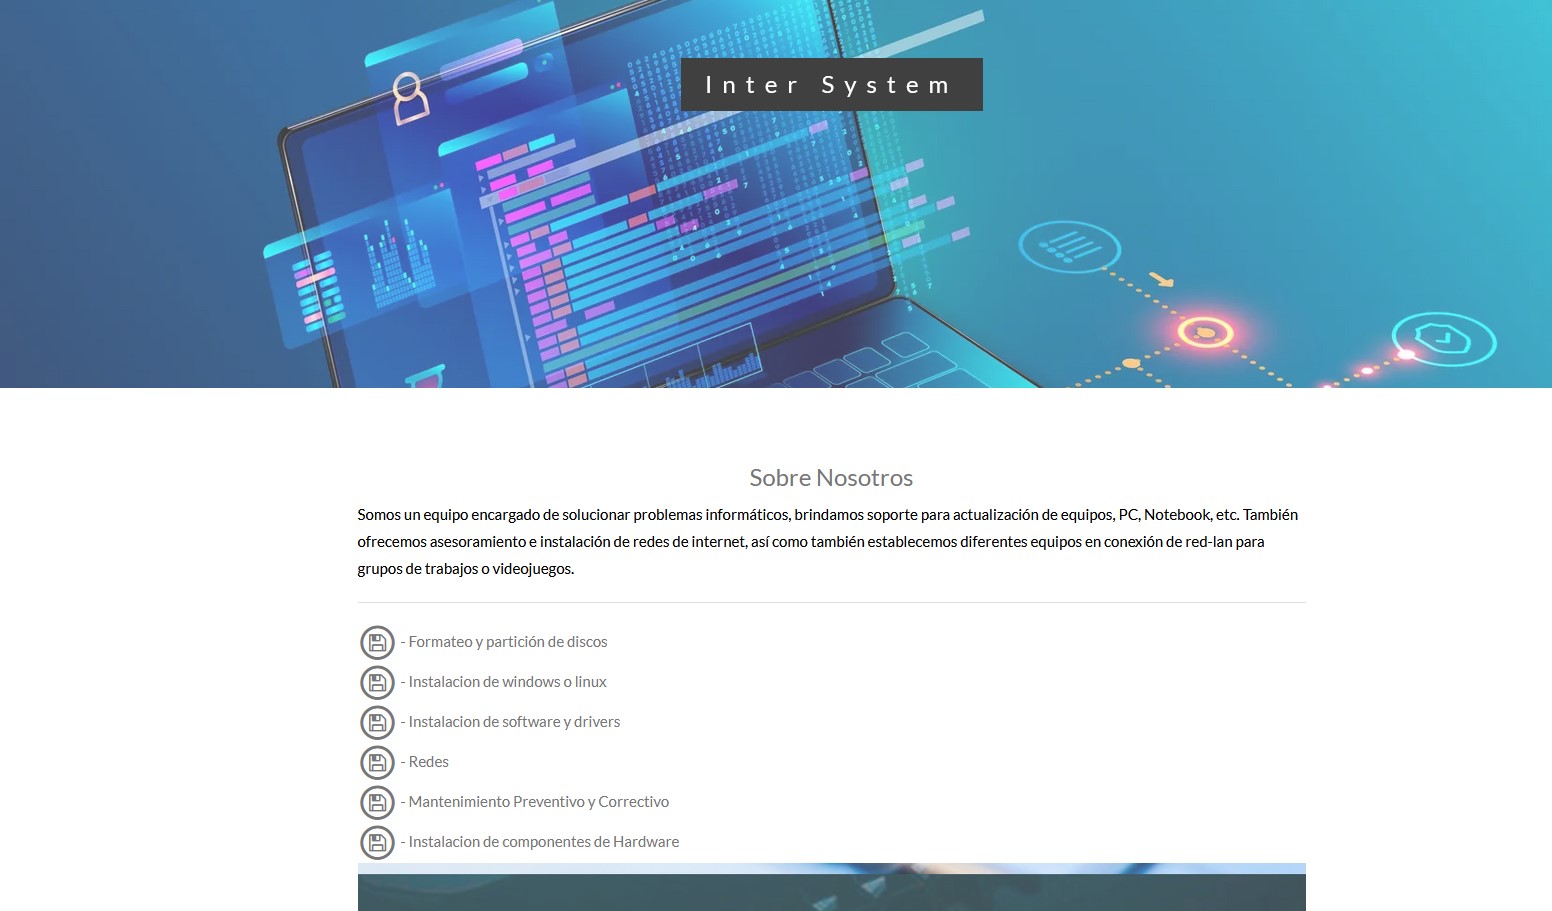 Inter System
Sobre Nosotros
Somos un equipo encargado de solucionar problemas informáticos, brindamos soporte para actualización de equipos, PC, Notebook, etc. También
ofrecemos asesoramiento e instalación de redes de internet, así como también establecemos diferentes equipos en conexión de red-lan para
grupos de trabajos o videojuegos.
- Formateo y partición de discos
- Instalacion de windows o linux
- Instalacion de software y drivers
- Redes
- Mantenimiento Preventivo y Correctivo
- Instalacion de componentes de Hardware